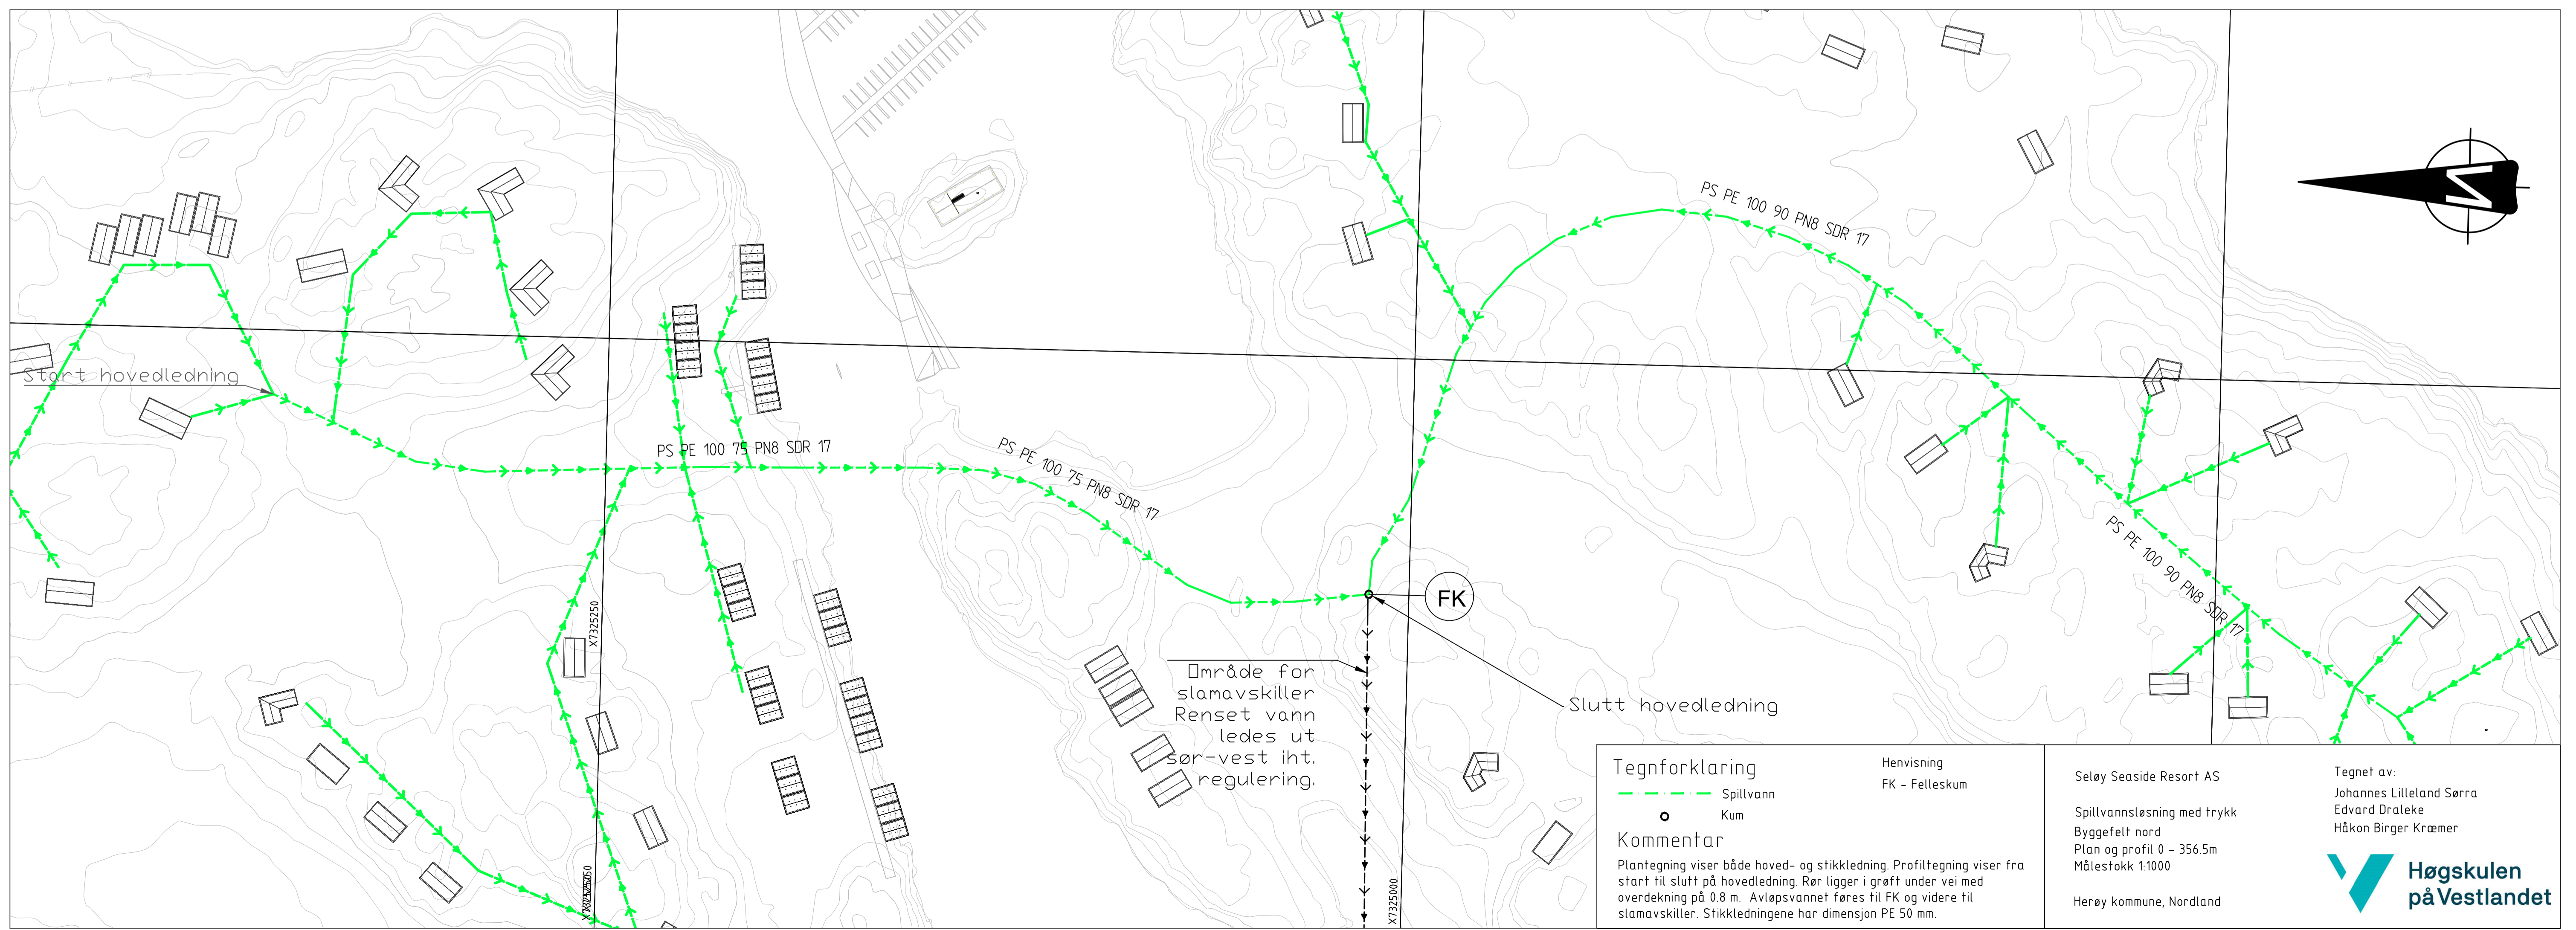 PS PE 100 90 PN8 SDR 17
N
Start hovedledning
PS PE 100 75 PN8 SDR 17
PS PE 100 75 PN8 SDR 17
PS PE 100 90 PN8 SDR 17
FK
X7325250
Område for
slamavskiller
Renset vann
ledes ut
sør-vest iht.
regulering.
Slutt hovedledning
X7325000
Tegnforklaring
Spillvann
Kum
Henvisning
FK - Felleskum
Kommentar
Plantegning viser både hoved- og stikkledning. Profiltegning viser fra
start til slutt på hovedledning. Rør ligger i grøft under vei med
overdekning på 0.8 m. Avløpsvannet føres til FK og videre til
slamavskiller. Stikkledningene har dimensjon PE 50 mm.
Seløy Seaside Resort AS
Spillvannsløsning med trykk
Byggefelt nord
Plan og profil 0 - 356.5m
Målestokk 1:1000
Herøy kommune, Nordland
Tegnet av:
Johannes Lilleland Sørra
Edvard Draleke
Håkon Birger Kræmer
Høgskulen
på Vestlandet